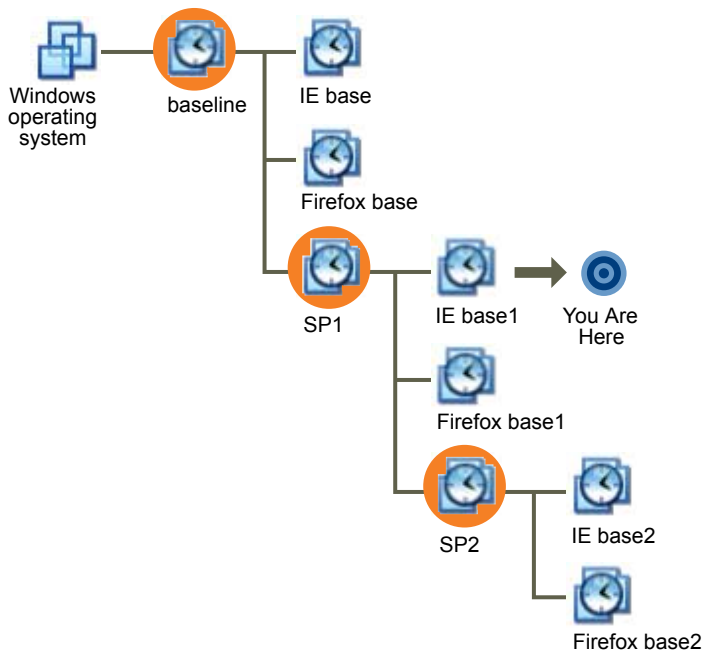 Windows
operating
system
baseline
IE base
Firefox base
SP1
IE base1
You Are
Here
Firefox base1
SP2
IE base2
Firefox base2